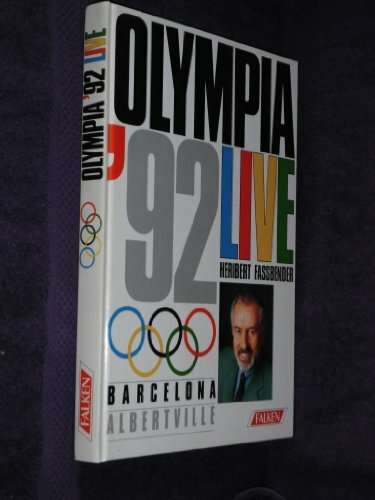 OLYMPIA '92 LIVE
FALKEN
OLYMPIA
'92 LIVE
HERIBERT FASSBENDER
BARCELONA
ALBERTVILLE
FALKEN